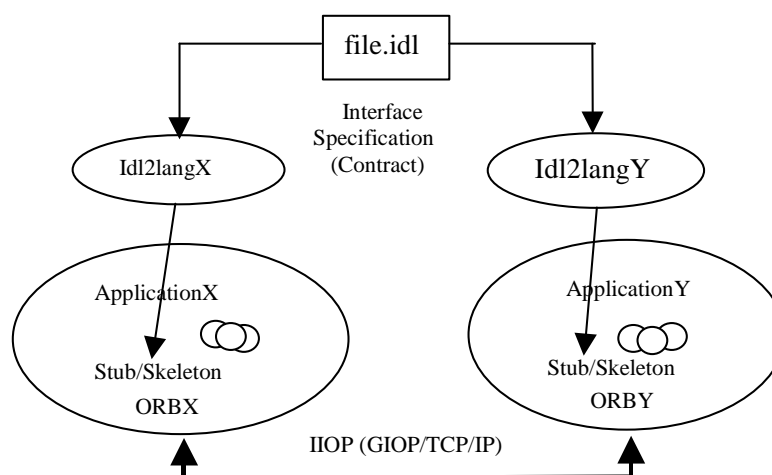 file.idl
Interface
Specification
(Contract)
Idl2langX
Idl2langY
ApplicationX
Stub/Skeleton
ORBX
ApplicationY
Stub/Skeleton
ORBY
IIOP (GIOP/TCP/IP)